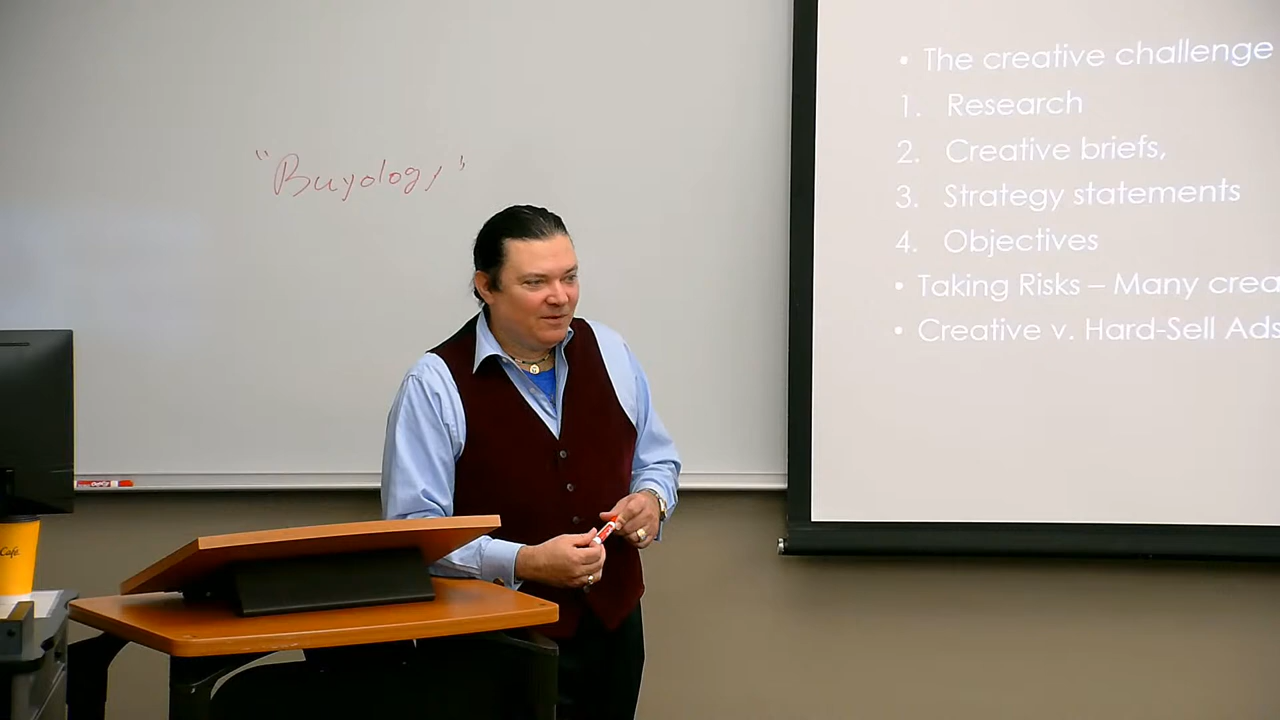 "Buyology"
• The creative challenge
1. Research
2. Creative briefs,
3. Strategy statements
4. Objectives
• Taking Risks – Many crea
• Creative v. Hard-Sell Ads
Cafe